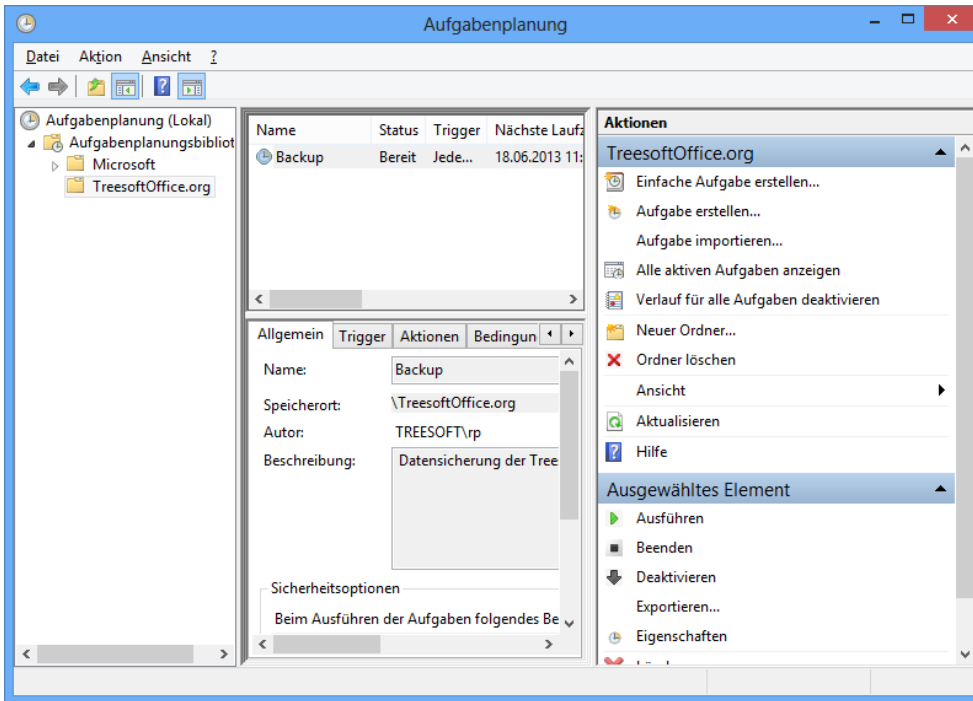 Aufgabenplanung
Datei Aktion Ansicht ?
Aufgabenplanung (Lokal)
Aufgabenplanungsbibliot
Microsoft
TreesoftOffice.org
Name Status Trigger Nächste Laufz
Backup Bereit Jede... 18.06.2013 11:
Allgemein Trigger Aktionen Bedingun
Name: Backup
Speicherort: \TreesoftOffice.org
Autor: TREESOFT\rp
Beschreibung: Datensicherung der Tree
Sicherheitsoptionen
Beim Ausführen der Aufgaben folgendes Be
Aktionen
TreesoftOffice.org
Einfache Aufgabe erstellen...
Aufgabe erstellen...
Aufgabe importieren...
Alle aktiven Aufgaben anzeigen
Verlauf für alle Aufgaben deaktivieren
Neuer Ordner...
Ordner löschen
Ansicht
Aktualisieren
Hilfe
Ausgewähltes Element
Ausführen
Beenden
Deaktivieren
Exportieren...
Eigenschaften